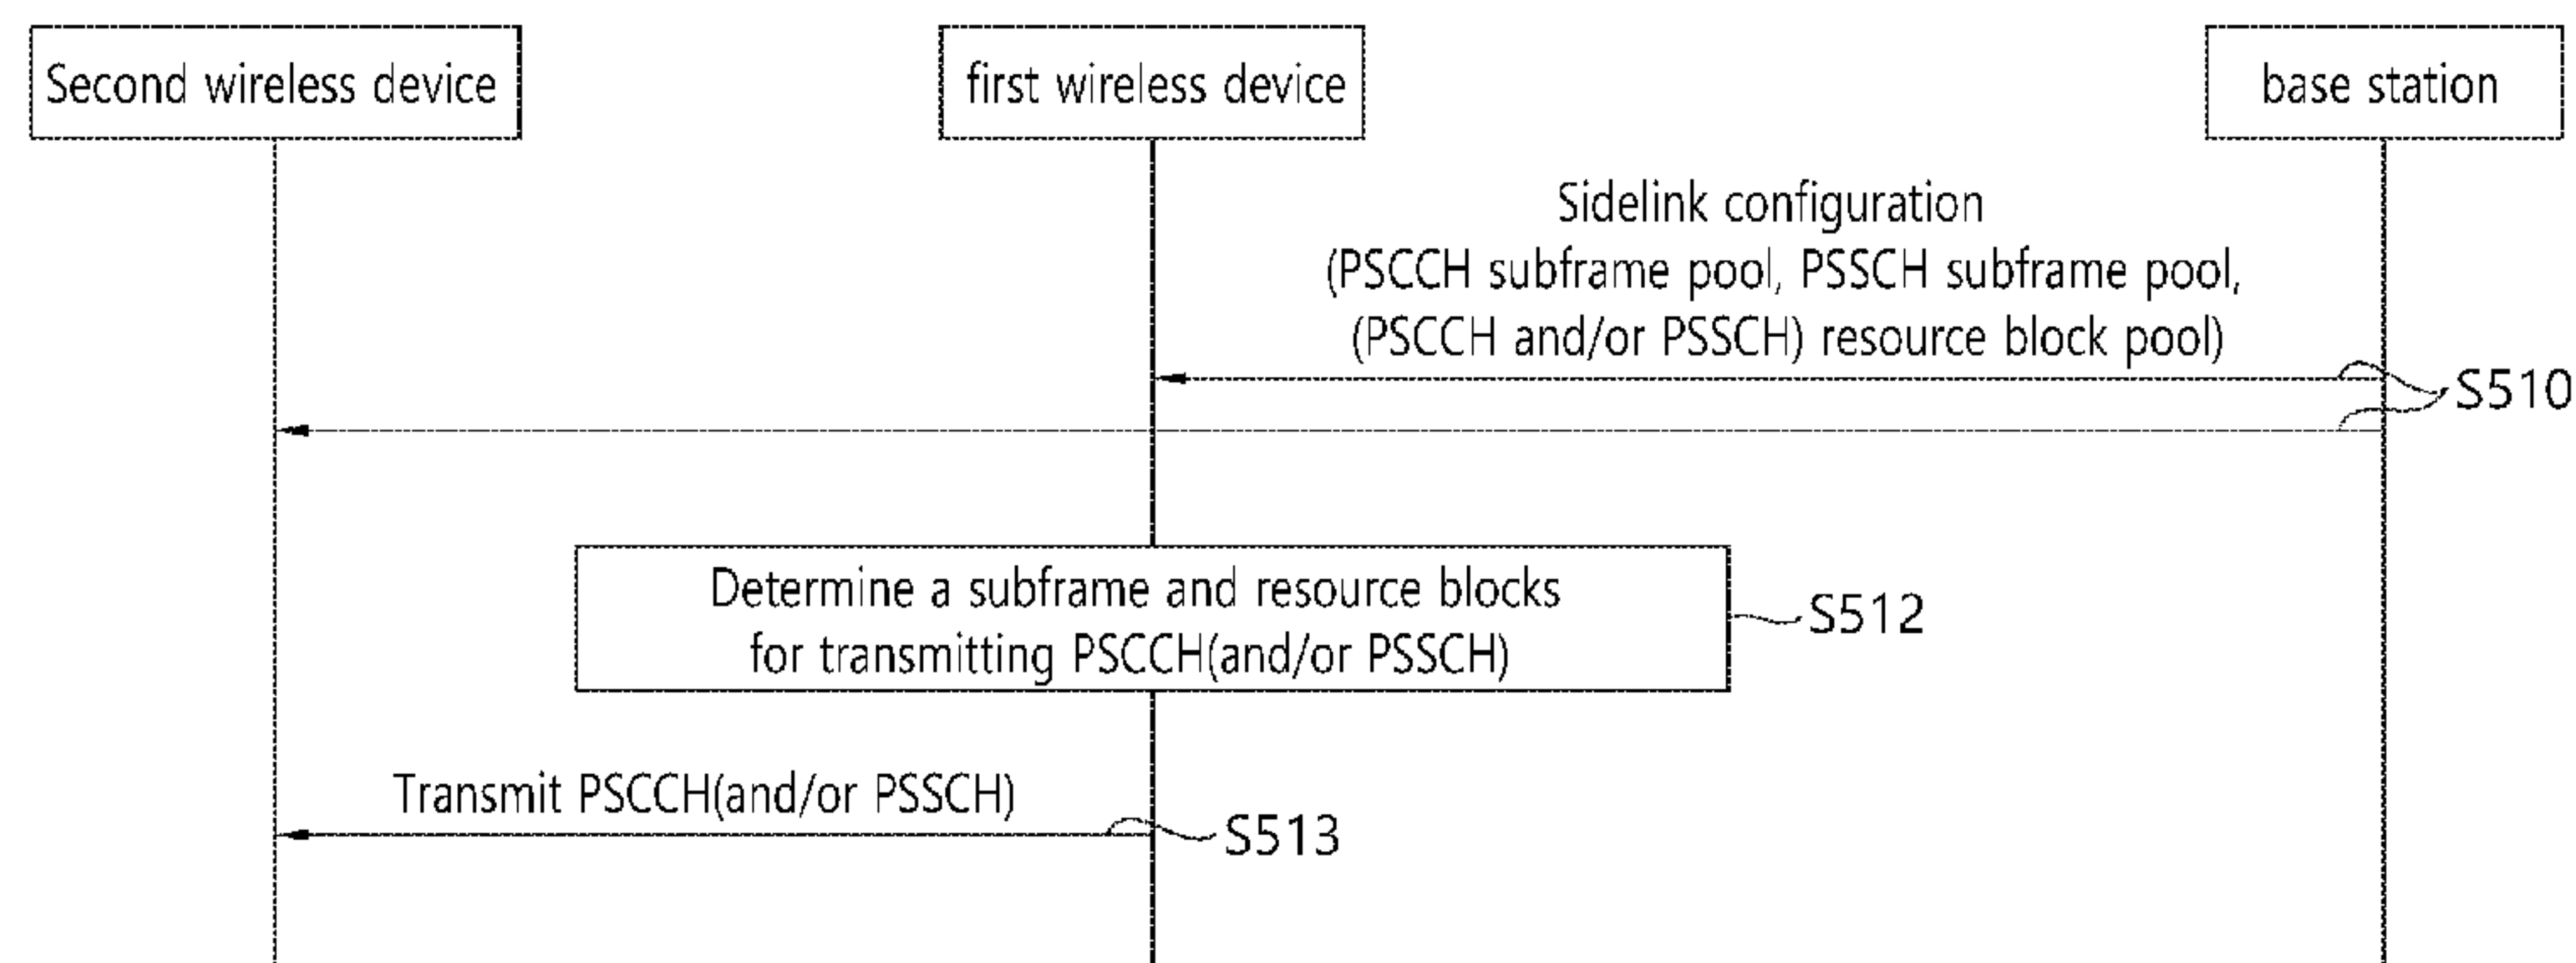 Second wireless device
first wireless device
base station
Sidelink configuration
(PSCCH subframe pool, PSSCH subframe pool,
(PSCCH and/or PSSCH) resource block pool)
S510
Determine a subframe and resource blocks
for transmitting PSCCH(and/or PSSCH)
S512
Transmit PSCCH(and/or PSSCH)
S513